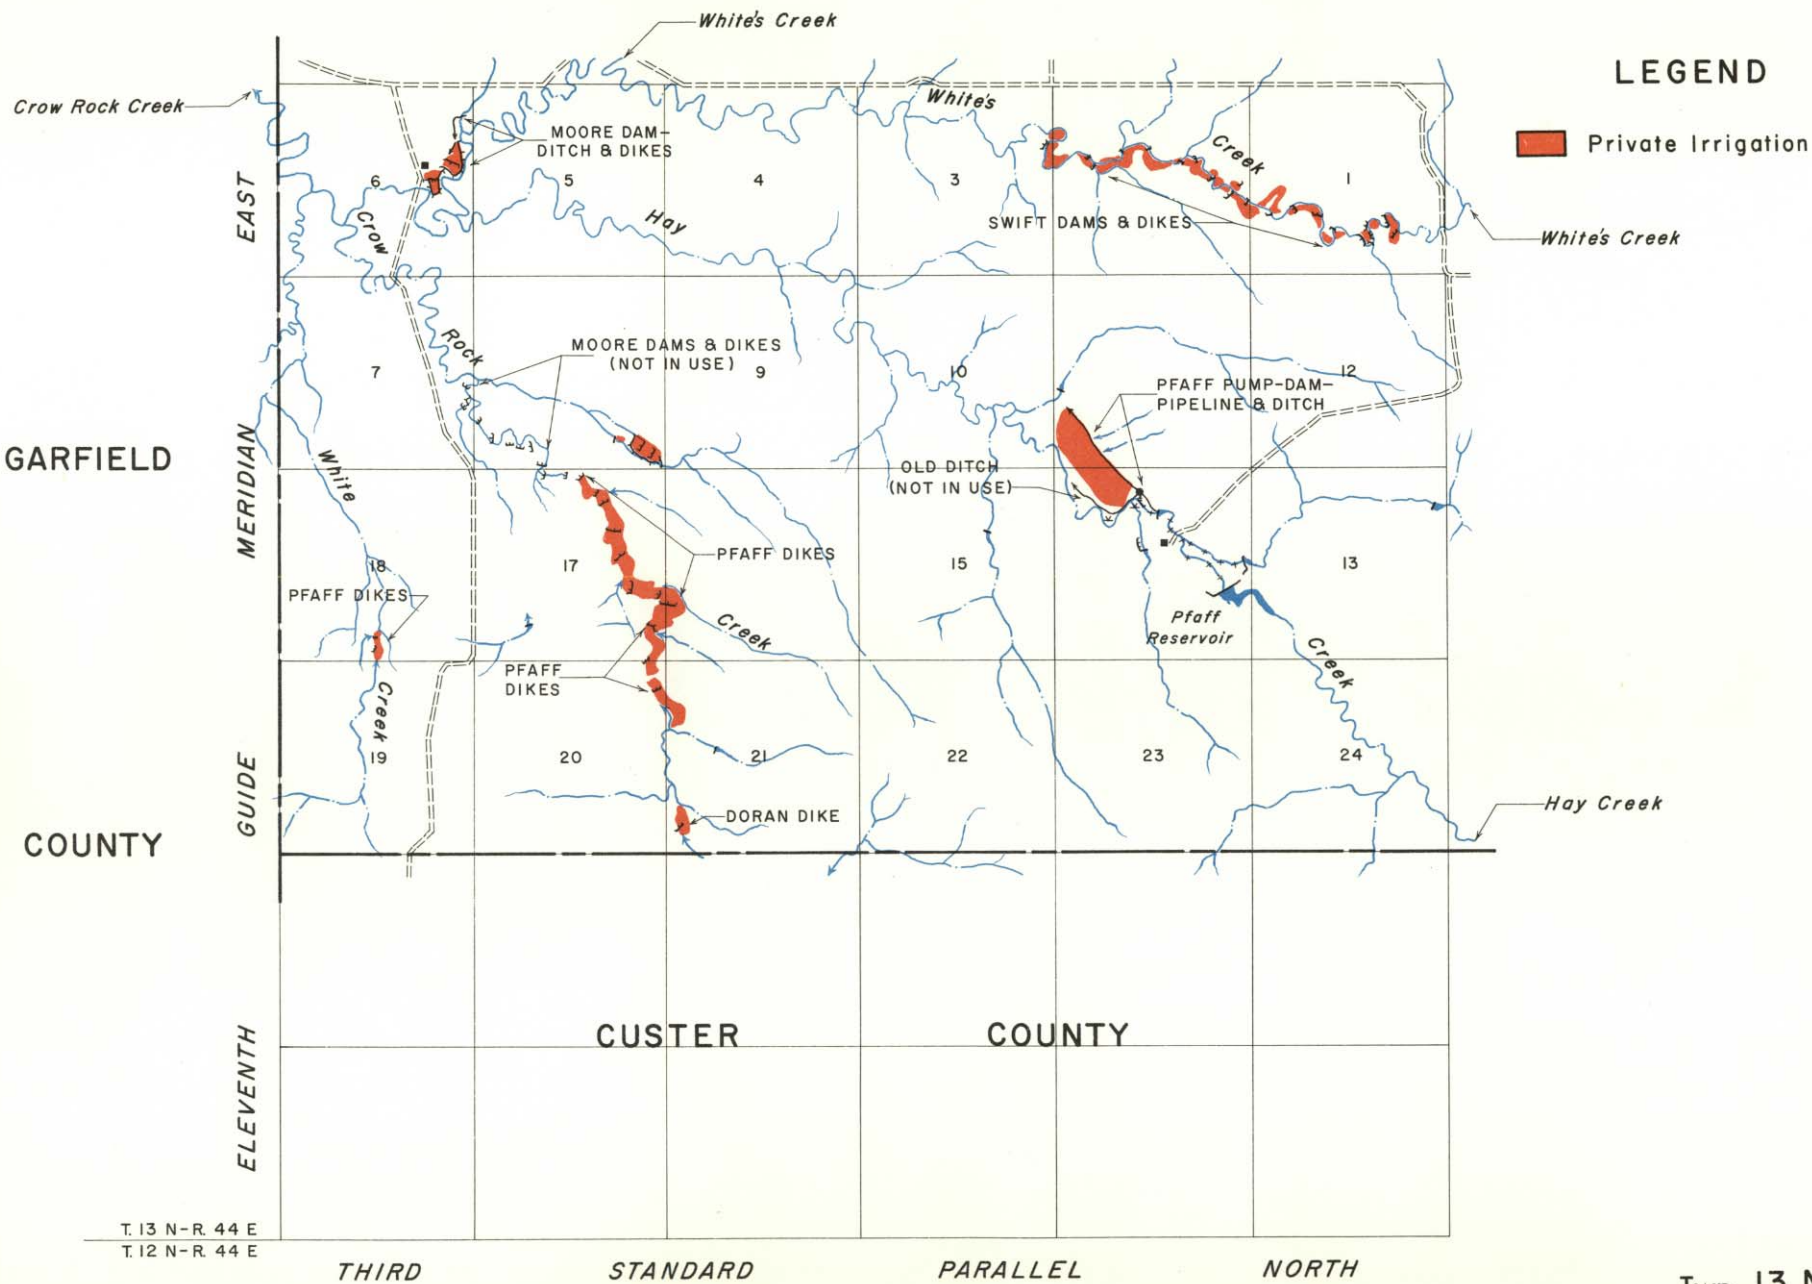 White's Creek
LEGEND
Crow Rock Creek
White's
Private Irrigation
MOORE DAM-
DITCH & DIKES
Creek
6
5
4
3
1
EAST
Crow
Hay
SWIFT DAMS & DIKES
White's Creek
Rock
MOORE DAMS & DIKES
(NOT IN USE)
7
9
10
12
PFAFF PUMP-DAM-
PIPELINE & DITCH
GARFIELD
MERIDIAN
White
OLD DITCH
(NOT IN USE)
PFAFF DIKES
18
17
15
13
PFAFF DIKES
Pfaff
Reservoir
Creek
Creek
PFAFF
DIKES
Creek
19
20
21
22
23
24
GUIDE
DORAN DIKE
Hay Creek
COUNTY
CUSTER COUNTY
ELEVENTH
T. 13 N-R. 44 E
T. 12 N-R. 44 E
THIRD STANDARD PARALLEL NORTH
13 N